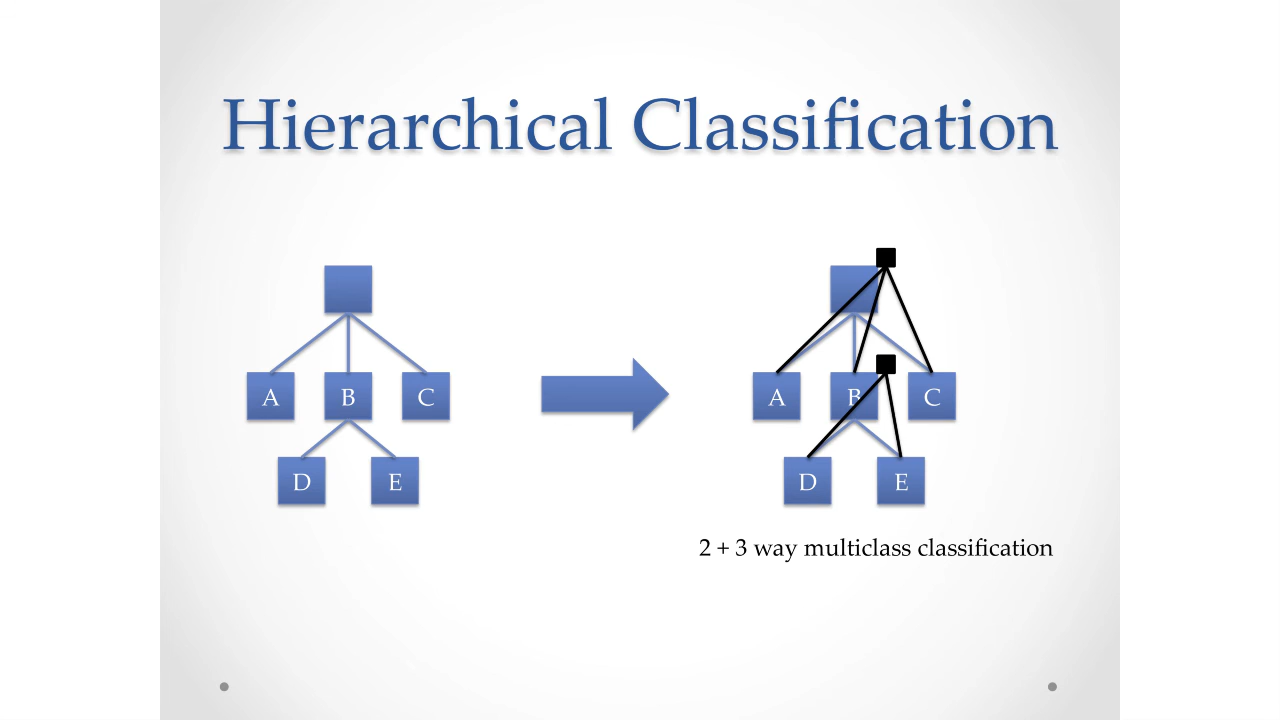 Hierarchical Classification
A B C
D E
A B C
D E
2 + 3 way multiclass classification